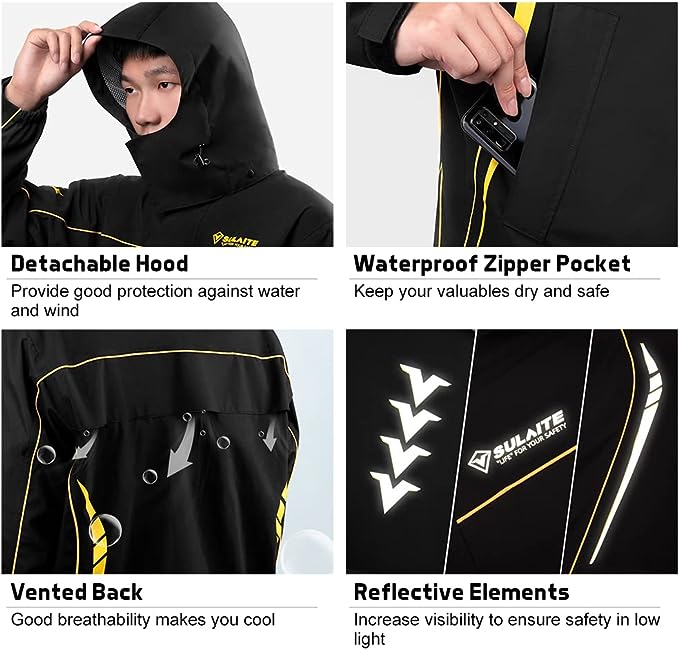 SULAITE
Detachable Hood
Provide good protection against water
and wind
Waterproof Zipper Pocket
Keep your valuables dry and safe
Vented Back
Good breathability makes you cool
SULAITE
"LIFE" FOR YOUR SAFETY
Reflective Elements
Increase visibility to ensure safety in low
light